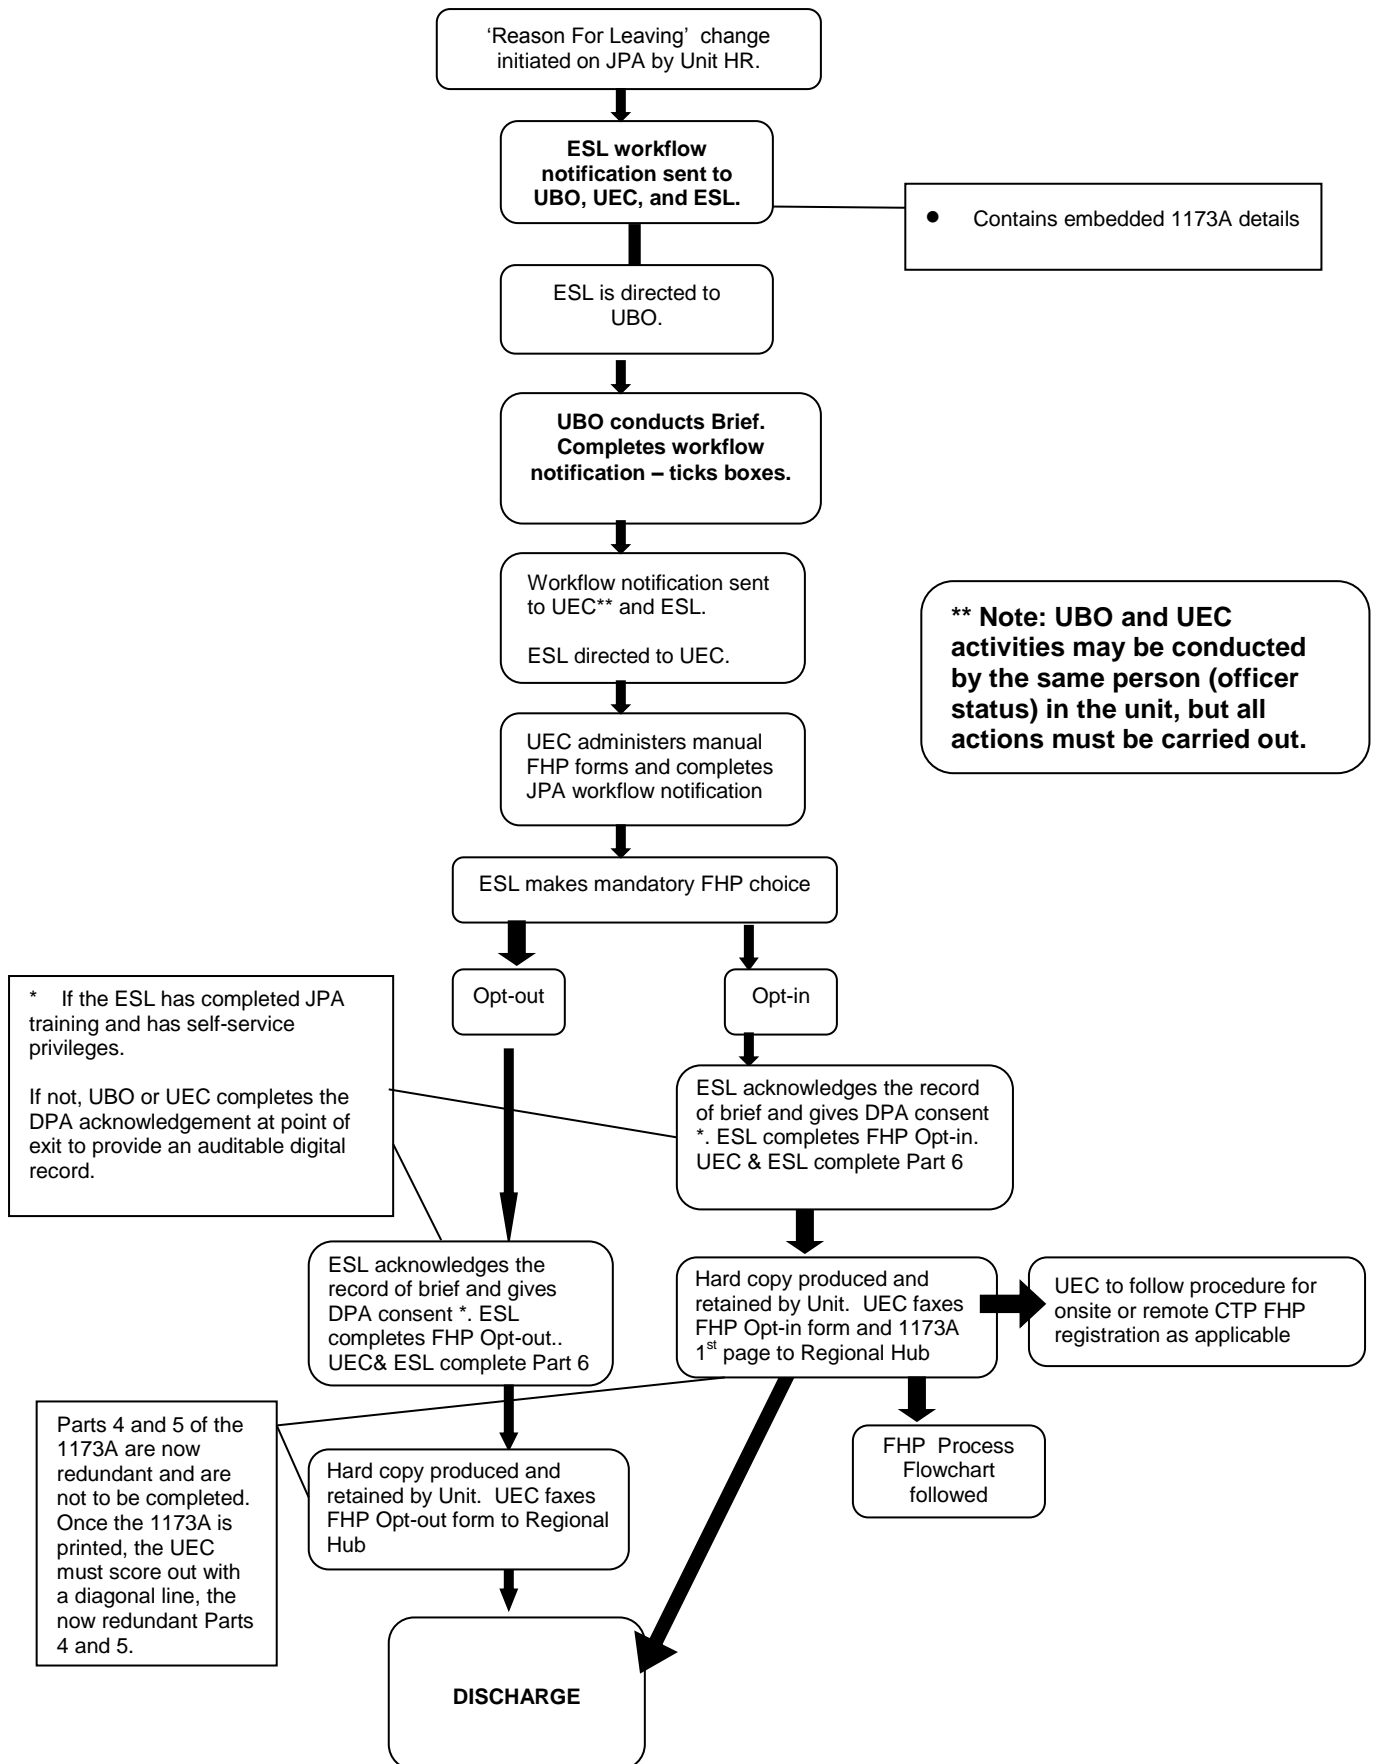 ‘Reason For Leaving’ change
initiated on JPA by Unit HR.
ESL workflow
notification sent to
UBO, UEC, and ESL.
● Contains embedded 1173A details
ESL is directed to
UBO.
UBO conducts Brief.
Completes workflow
notification – ticks boxes.
Workflow notification sent
to UEC** and ESL.
ESL directed to UEC.
** Note: UBO and UEC
activities may be conducted
by the same person (officer
status) in the unit, but all
actions must be carried out.
UEC administers manual
FHP forms and completes
JPA workflow notification
ESL makes mandatory FHP choice
Opt-out
Opt-in
* If the ESL has completed JPA
training and has self-service
privileges.
If not, UBO or UEC completes the
DPA acknowledgement at point of
exit to provide an auditable digital
record.
ESL acknowledges the record
of brief and gives DPA consent
*. ESL completes FHP Opt-in.
UEC & ESL complete Part 6
ESL acknowledges the
record of brief and gives
DPA consent *. ESL
completes FHP Opt-out..
UEC& ESL complete Part 6
Hard copy produced and
retained by Unit. UEC faxes
FHP Opt-in form and 1173A
1st page to Regional Hub
UEC to follow procedure for
onsite or remote CTP FHP
registration as applicable
Parts 4 and 5 of the
1173A are now
redundant and are
not to be completed.
Once the 1173A is
printed, the UEC
must score out with
a diagonal line, the
now redundant Parts
4 and 5.
Hard copy produced and
retained by Unit. UEC faxes
FHP Opt-out form to Regional
Hub
FHP Process
Flowchart
followed
DISCHARGE